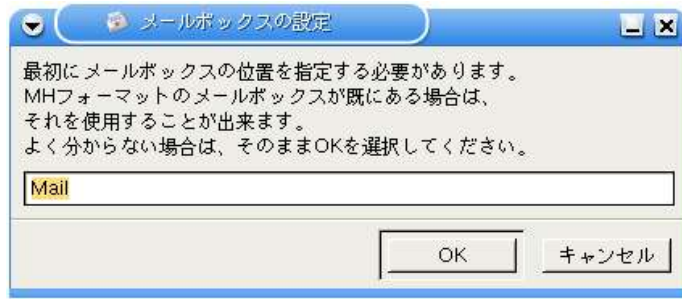 メールボックスの設定
最初にメールボックスの位置を指定する必要があります。
MHフォーマットのメールボックスが既にある場合は、
それを使用することが出来ます。
よく分からない場合は、そのままOKを選択してください。
Mail
OK
キャンセル